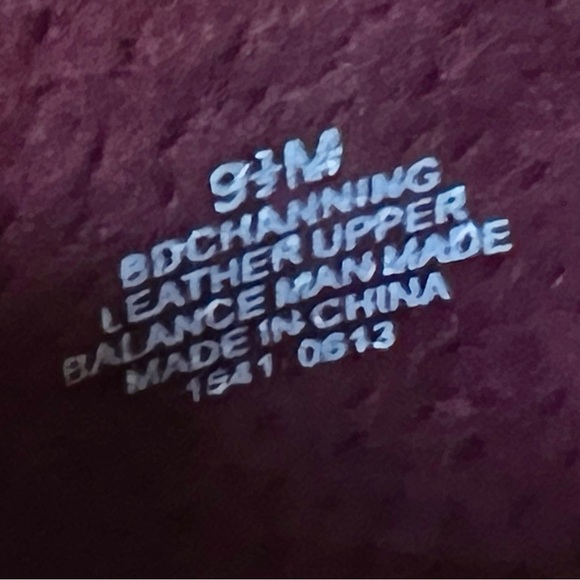 9½M
BDCHANNING
LEATHER UPPER
BALANCE MAN MADE
MADE IN CHINA
1541 0613